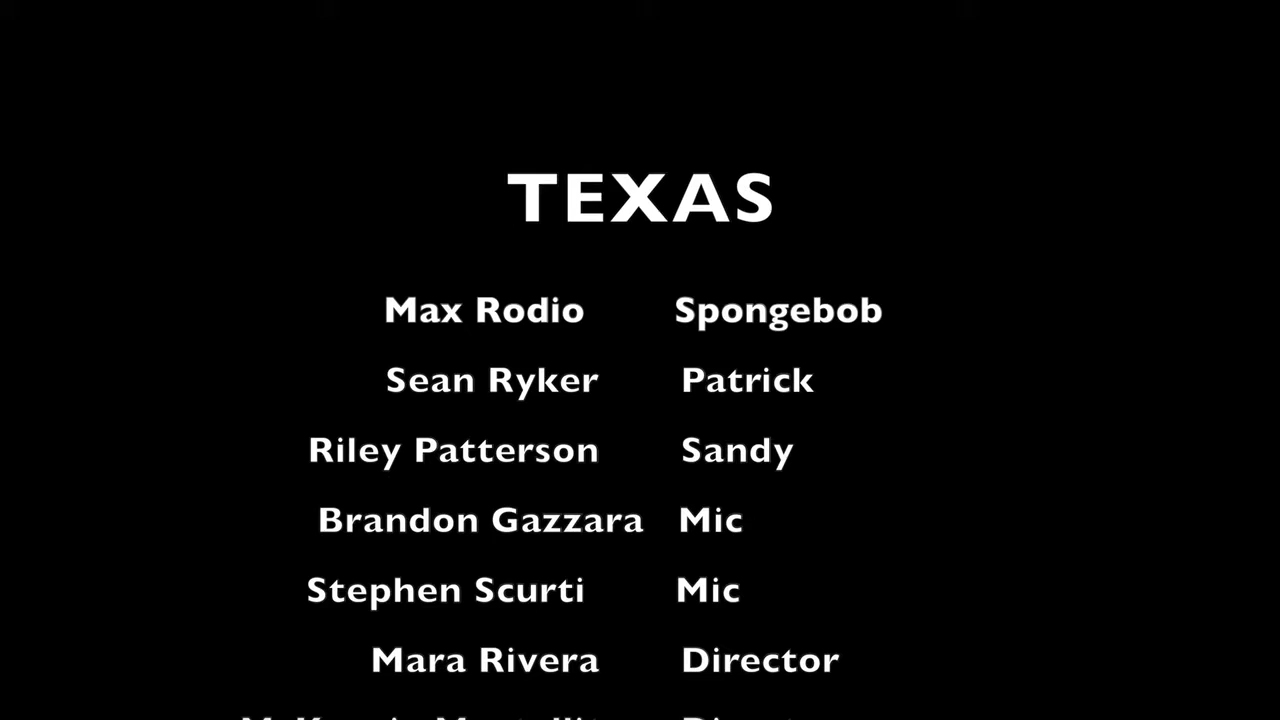 TEXAS
Max Rodio Spongebob
Sean Ryker Patrick
Riley Patterson Sandy
Brandon Gazzara Mic
Stephen Scurti Mic
Mara Rivera Director